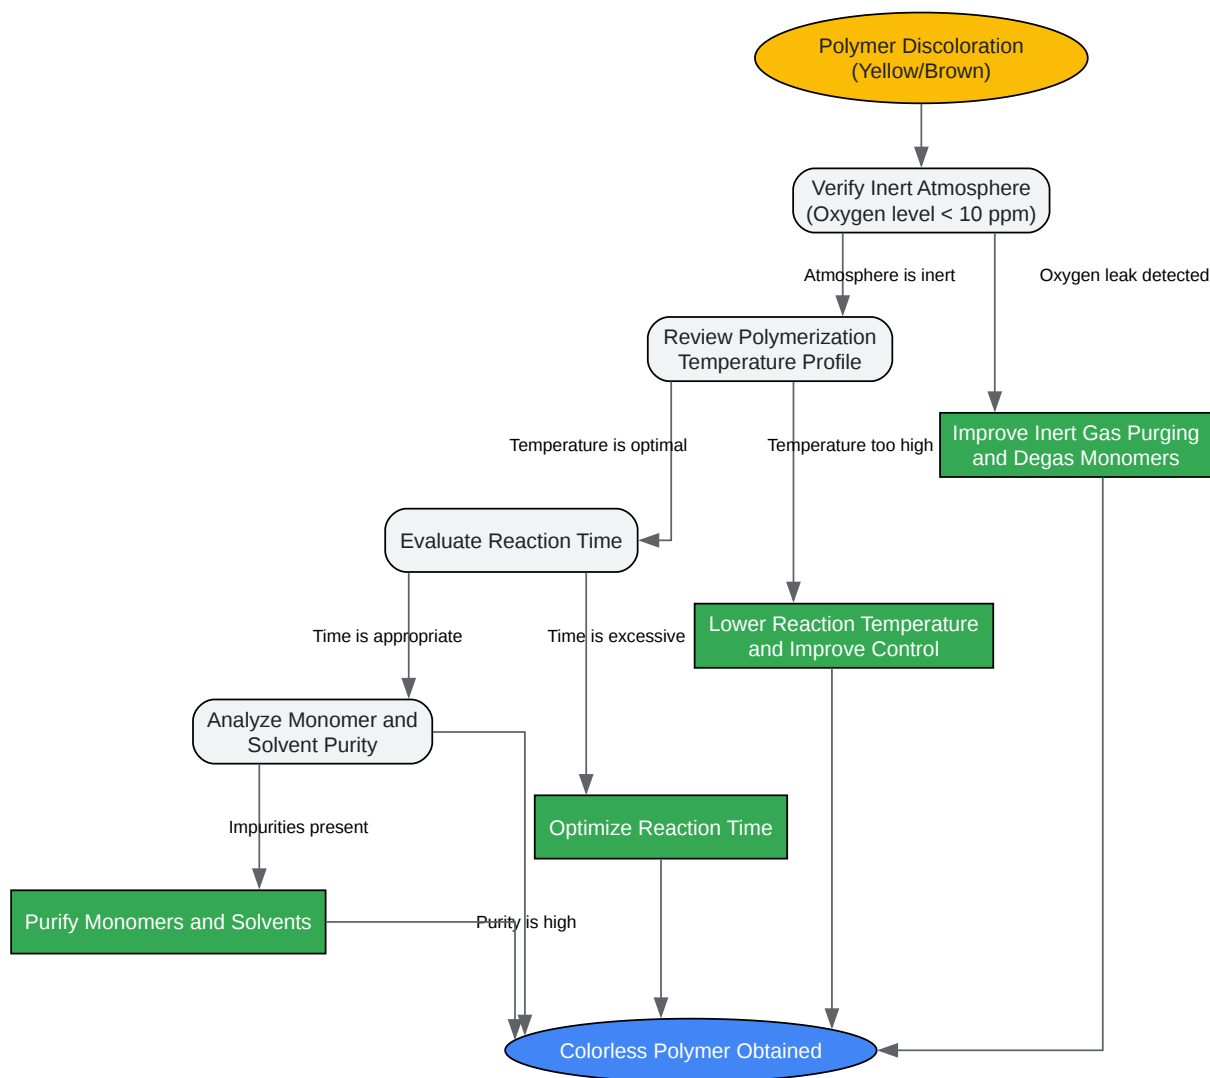 Polymer Discoloration
(Yellow/Brown)
Verify Inert Atmosphere
(Oxygen level < 10 ppm)
Atmosphere is inert
Oxygen leak detected
Review Polymerization
Temperature Profile
Improve Inert Gas Purging
and Degas Monomers
Temperature is optimal
Temperature too high
Evaluate Reaction Time
Lower Reaction Temperature
and Improve Control
Time is appropriate
Time is excessive
Analyze Monomer and
Solvent Purity
Optimize Reaction Time
Impurities present
Purify Monomers and Solvents
Purity is high
Colorless Polymer Obtained